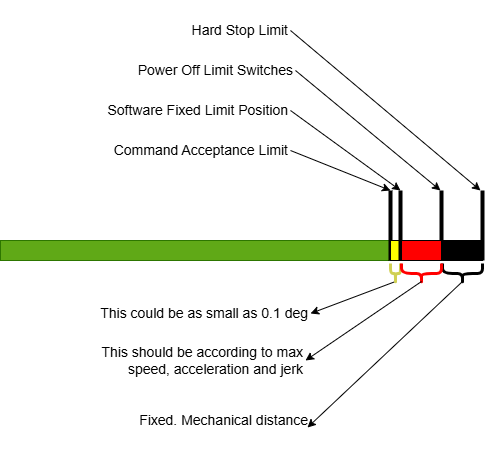 Hard Stop Limit
Power Off Limit Switches
Software Fixed Limit Position
Command Acceptance Limit
This could be as small as 0.1 deg
This should be according to max
speed, acceleration and jerk
Fixed. Mechanical distance